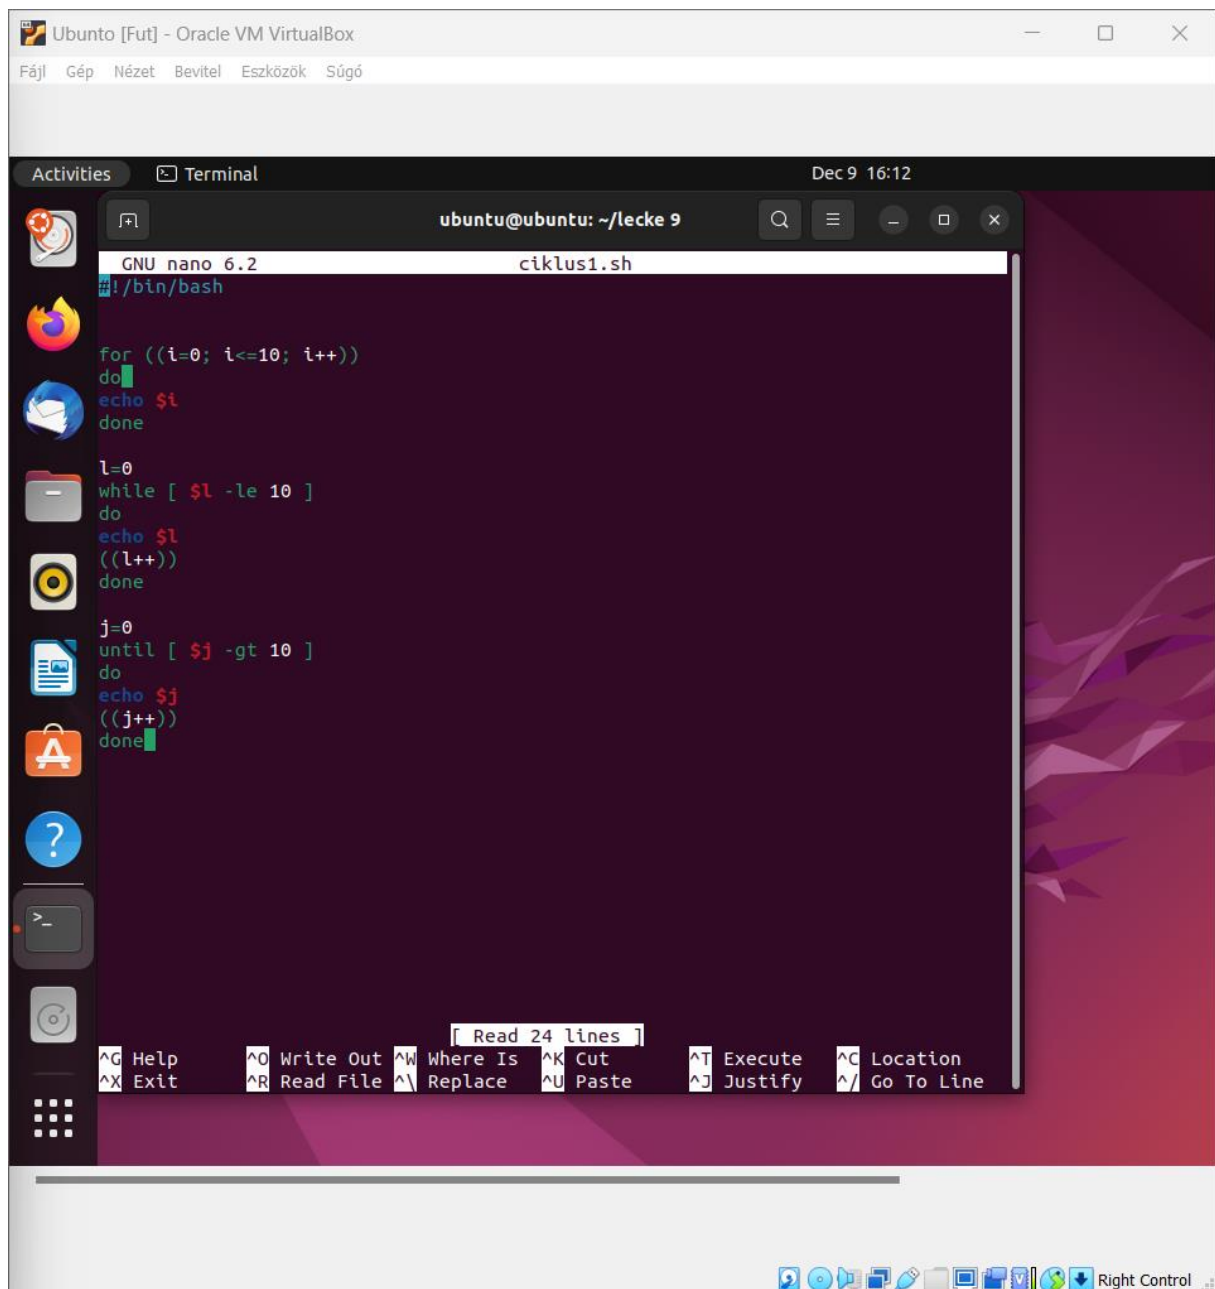 Ubunto [Fut] - Oracle VM VirtualBox
Fájl Gép Nézet Bevitel Eszközök Súgó
Activities Terminal Dec 9 16:12
ubuntu@ubuntu: ~/lecke 9
GNU nano 6.2 ciklus1.sh
#!/bin/bash
for ((i=0; i<=10; i++))
do
echo $i
done
l=0
while [ $l -le 10 ]
do
echo $l
((l++))
done
j=0
until [ $j -gt 10 ]
do
echo $j
((j++))
done
[ Read 24 lines ]
^G Help ^O Write Out ^W Where Is ^K Cut ^T Execute ^C Location
^X Exit ^R Read File ^\ Replace ^U Paste ^J Justify ^/ Go To Line
Right Control